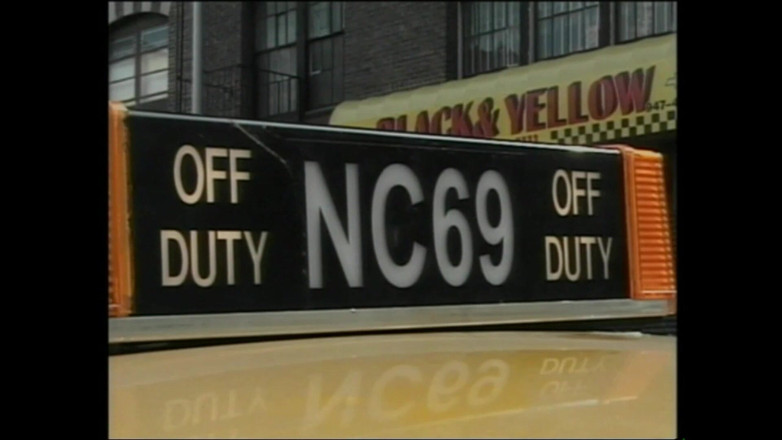 BLACK & YELLOW
OFF DUTY
NC69
OFF DUTY